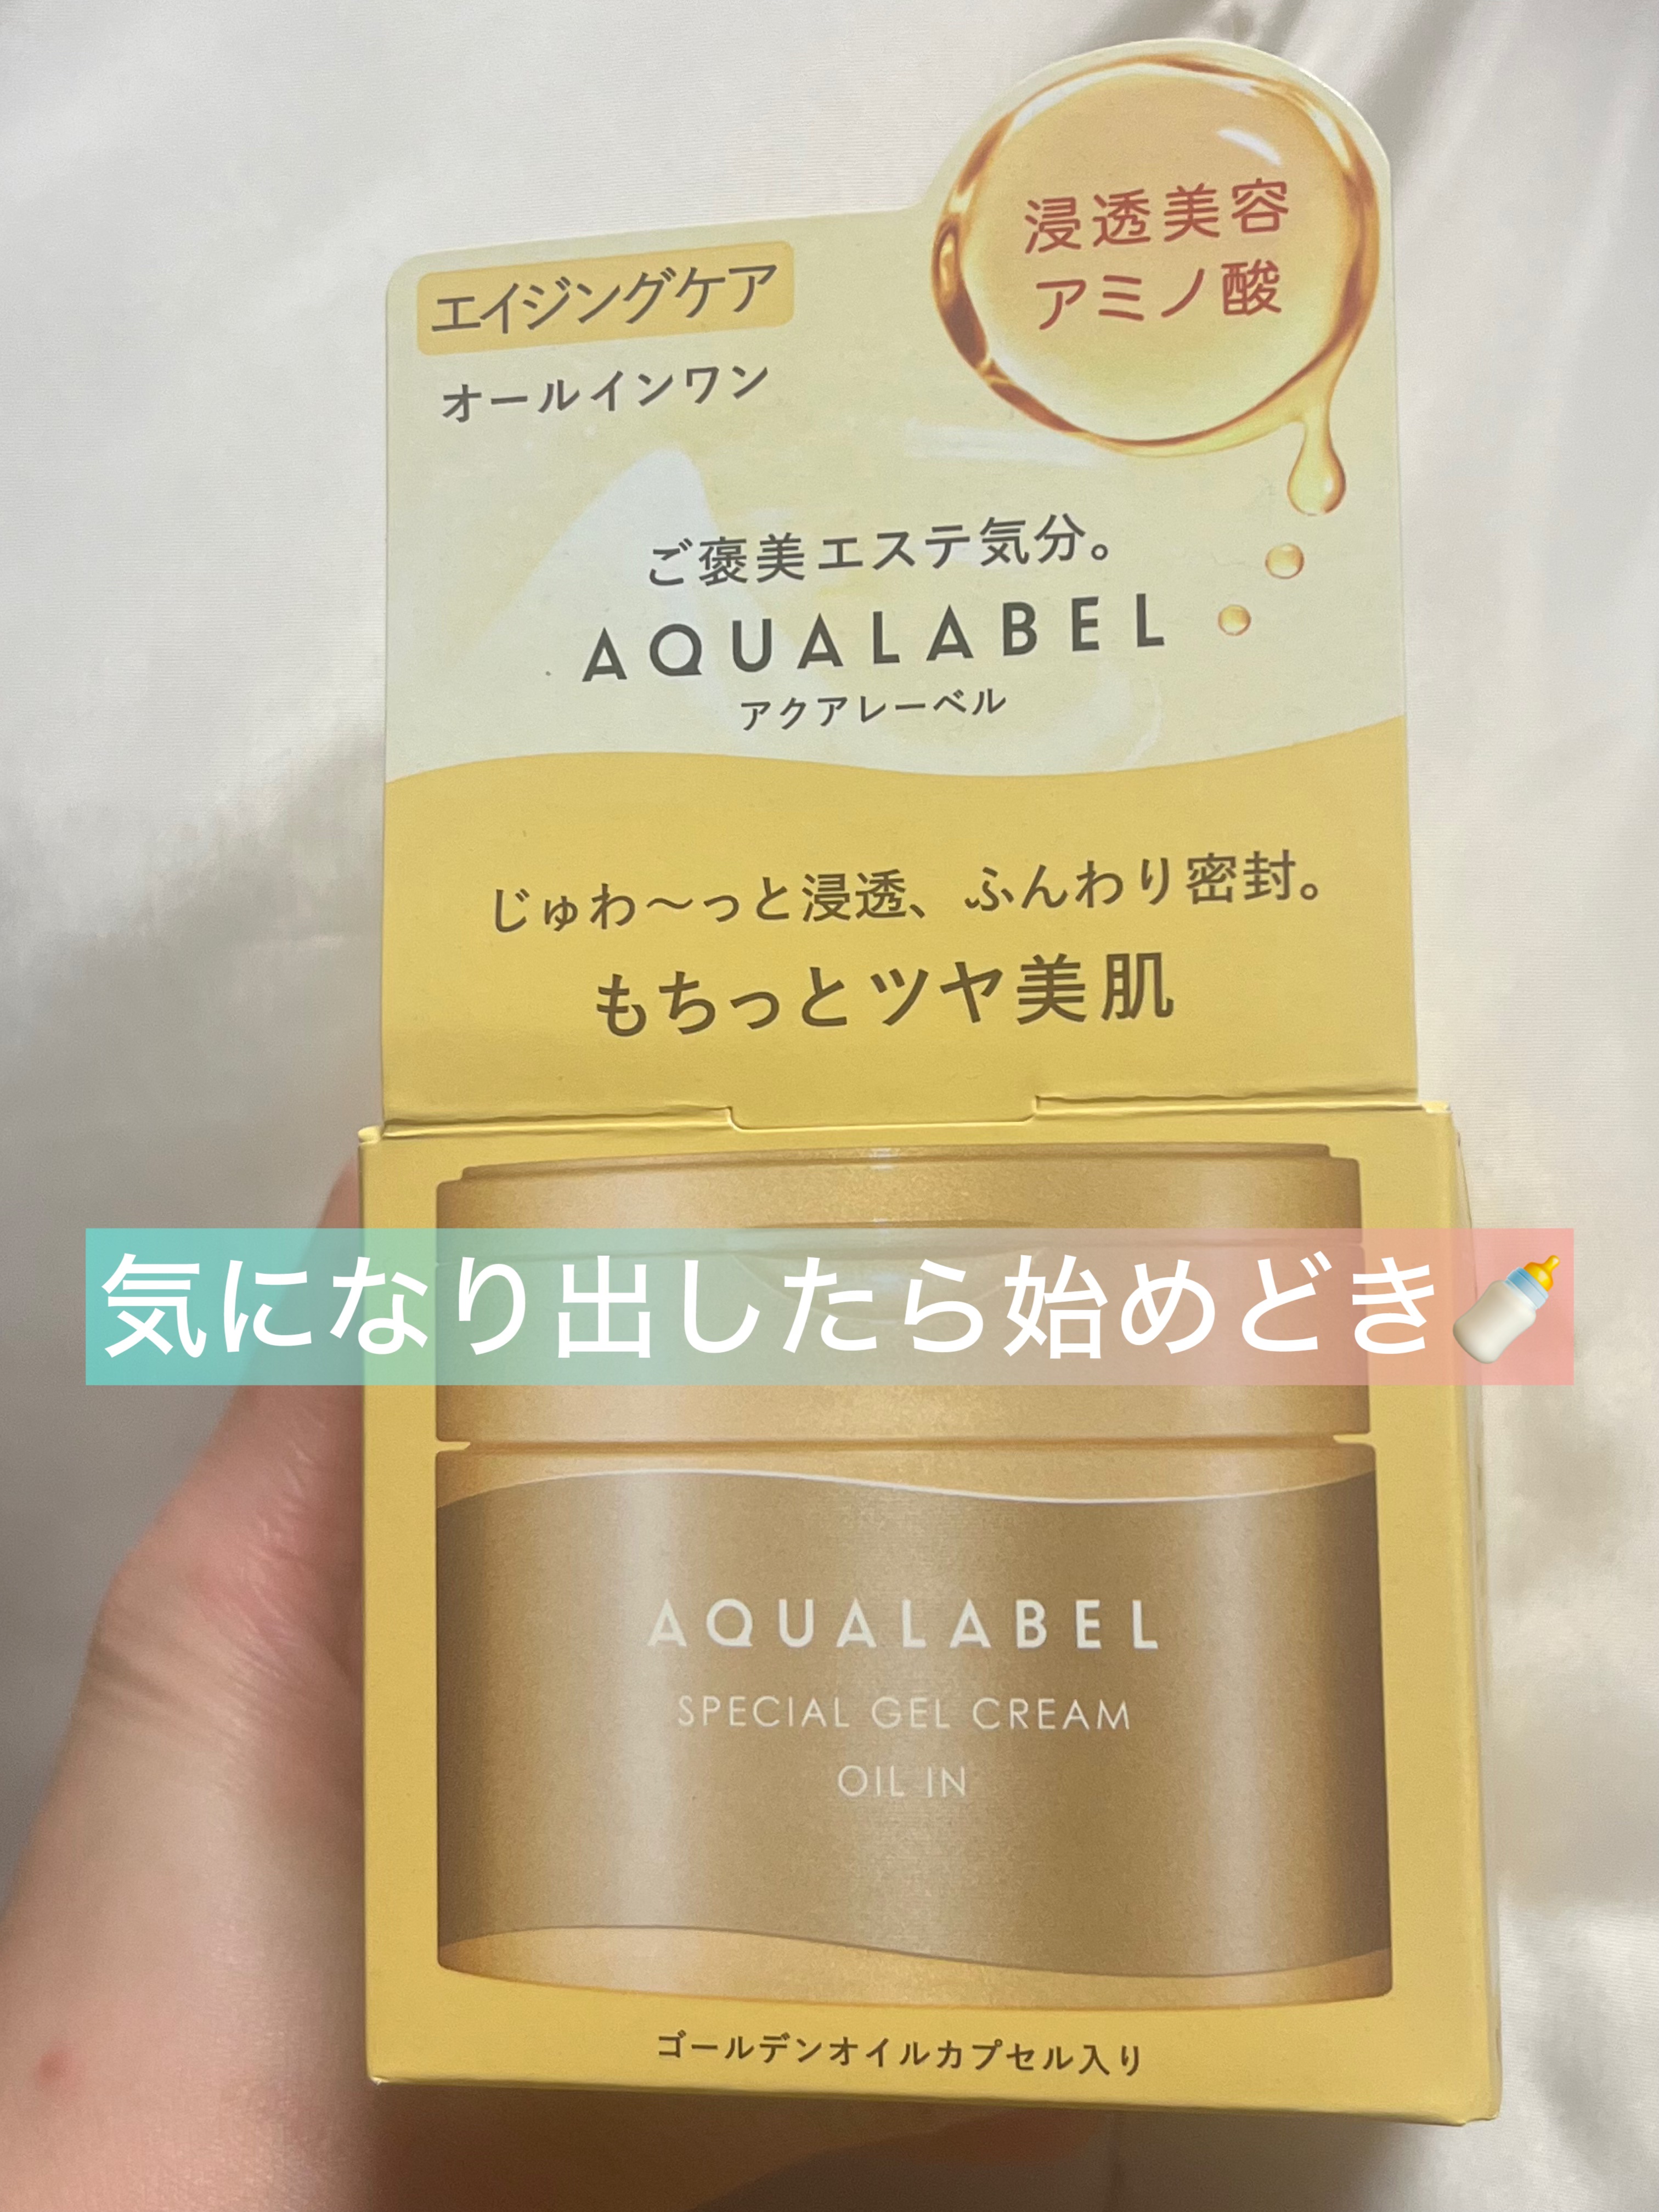 浸透美容
アミノ酸
エイジングケア
オールインワン
ご褒美エステ気分。
AQUALABEL
アクアレーベル
じゅわ～っと浸透、ふんわり密封。
もちっとツヤ美肌
気になり出したら始めどき🍼
AQUALABEL
SPECIAL GEL CREAM
OIL IN
ゴールデンオイルカプセル入り